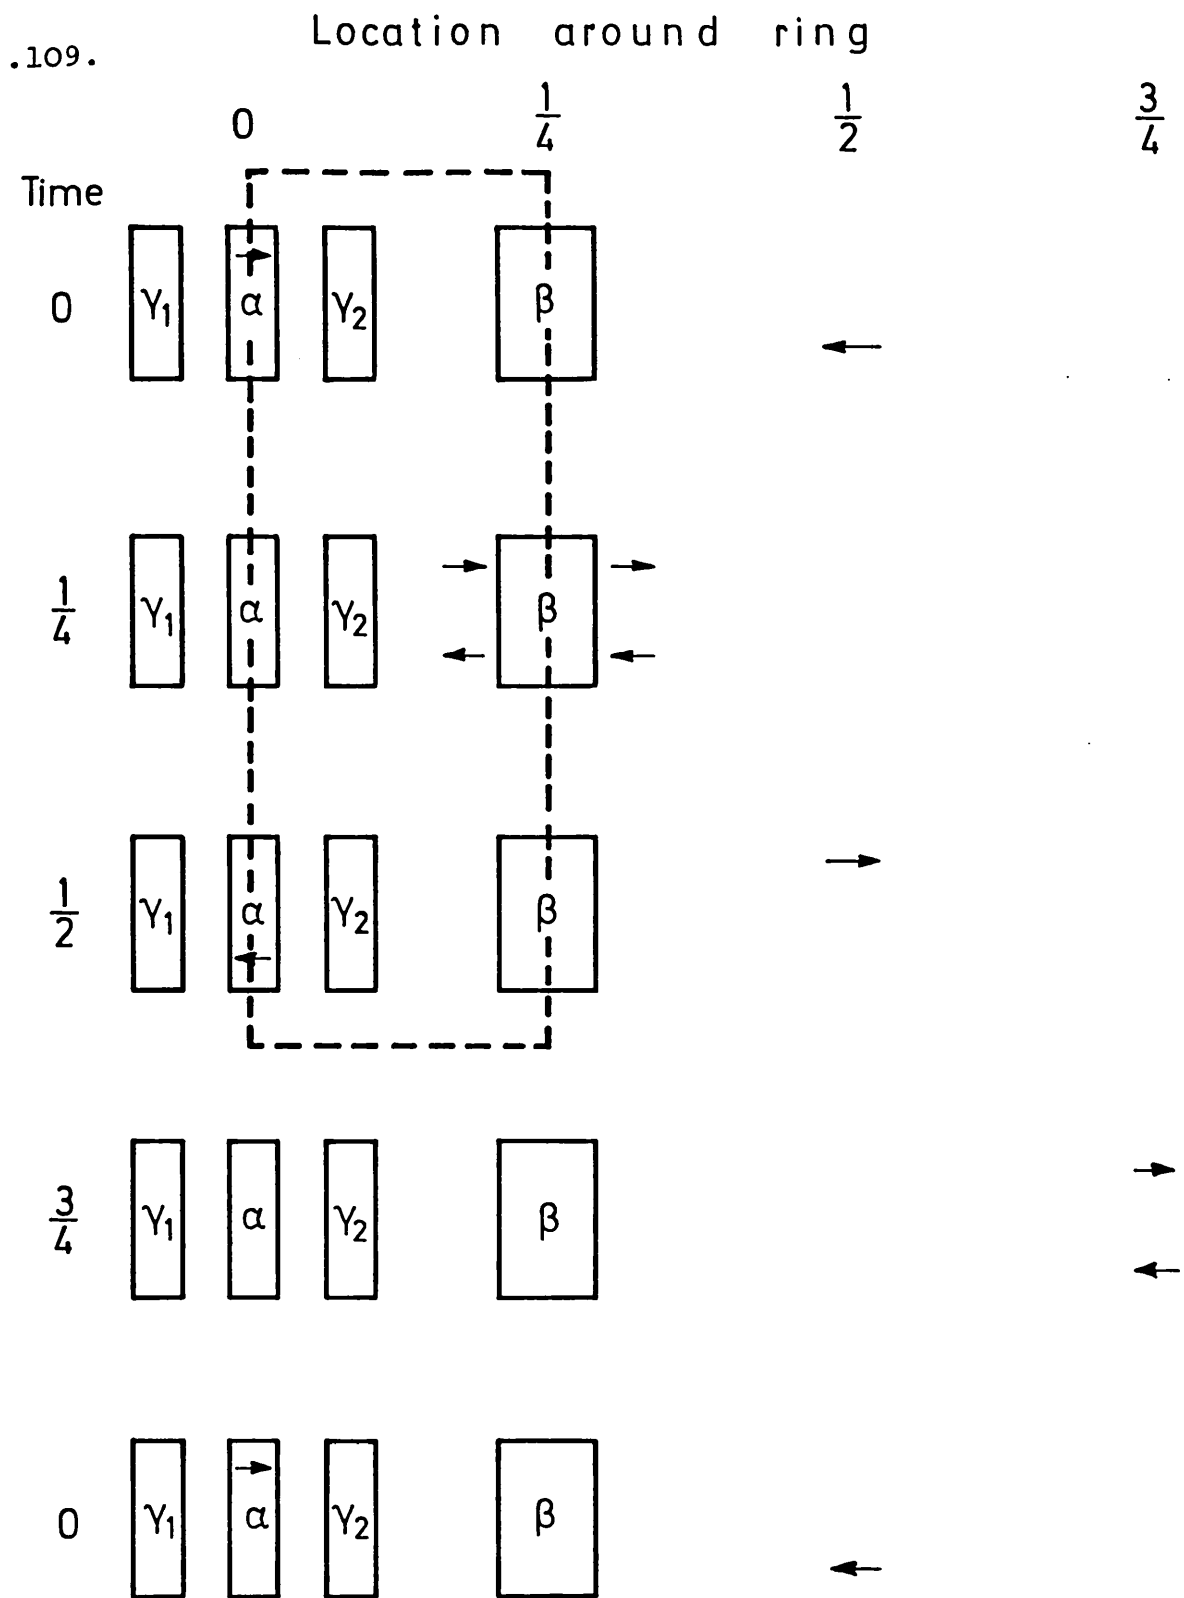 Location around ring
.109.
0 1/4 1/2 3/4
Time
0 γ1 α γ2 β
1/4 γ1 α γ2 β
1/2 γ1 α γ2 β
3/4 γ1 α γ2 β
0 γ1 α γ2 β